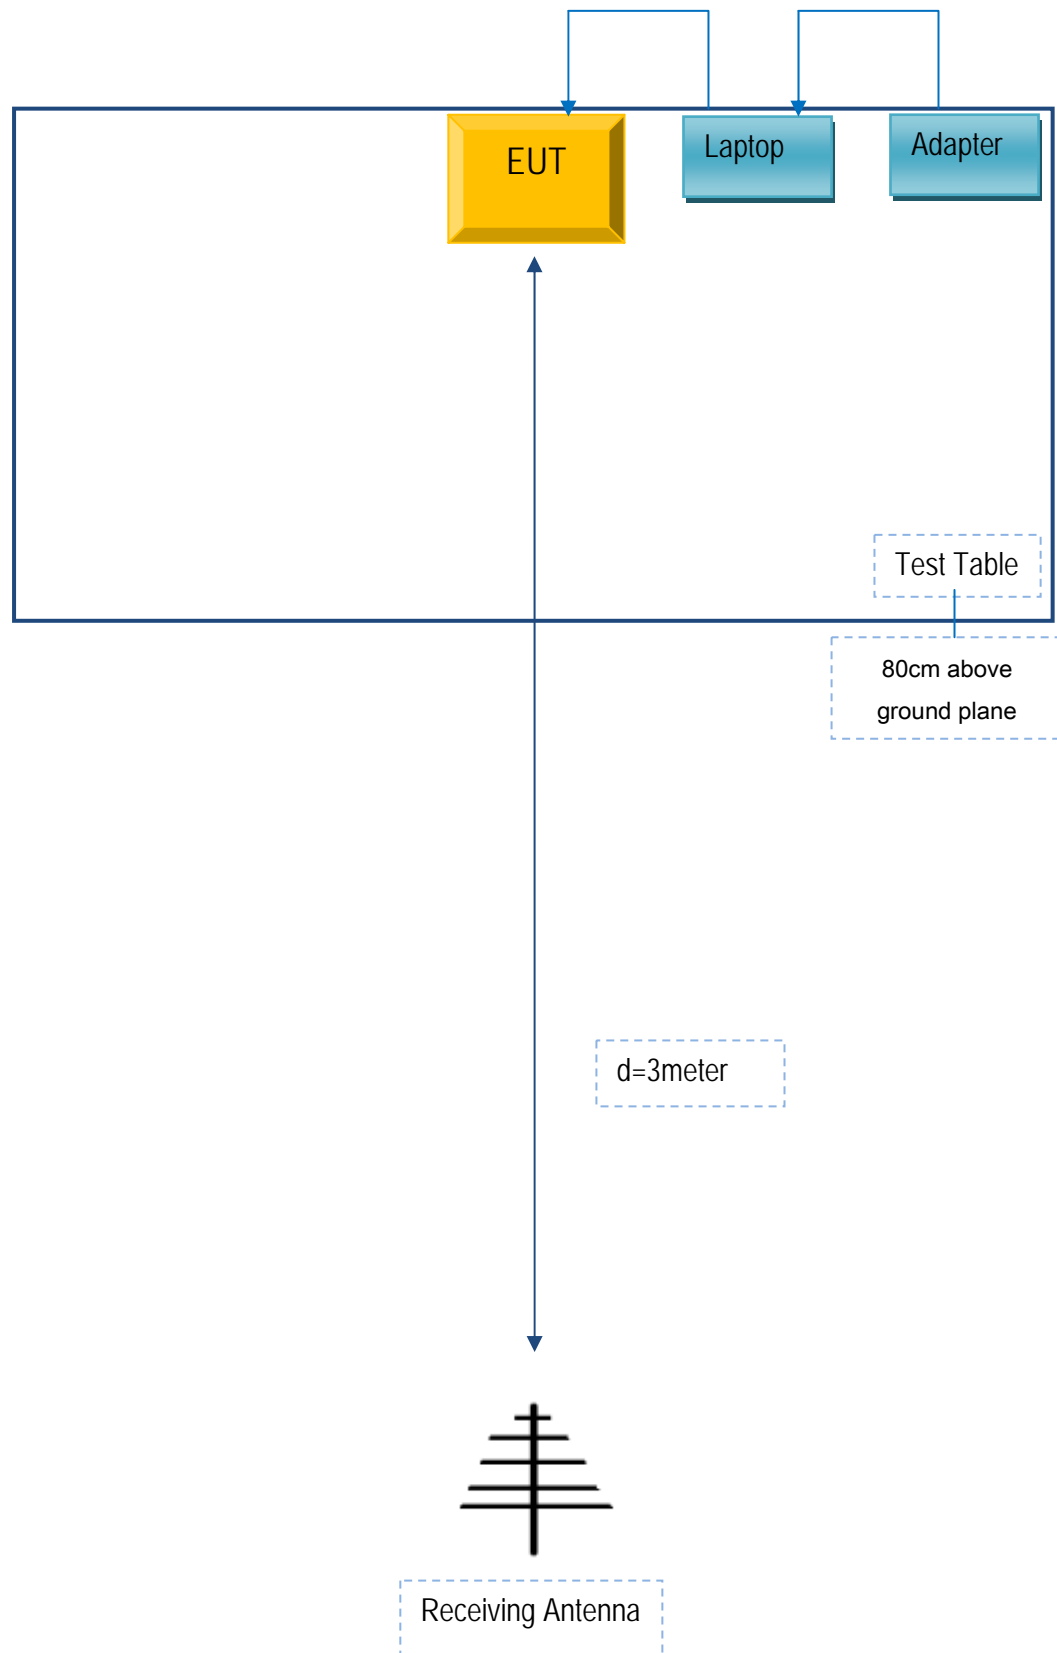 EUT
Laptop
Adapter
Test Table
80cm above
ground plane
d=3meter
Receiving Antenna